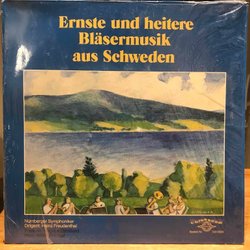 Ernste und heitere
Bläsermusik
aus Schweden
Nürnberger Symphoniker
Dirigent: Heinz Freudenthal